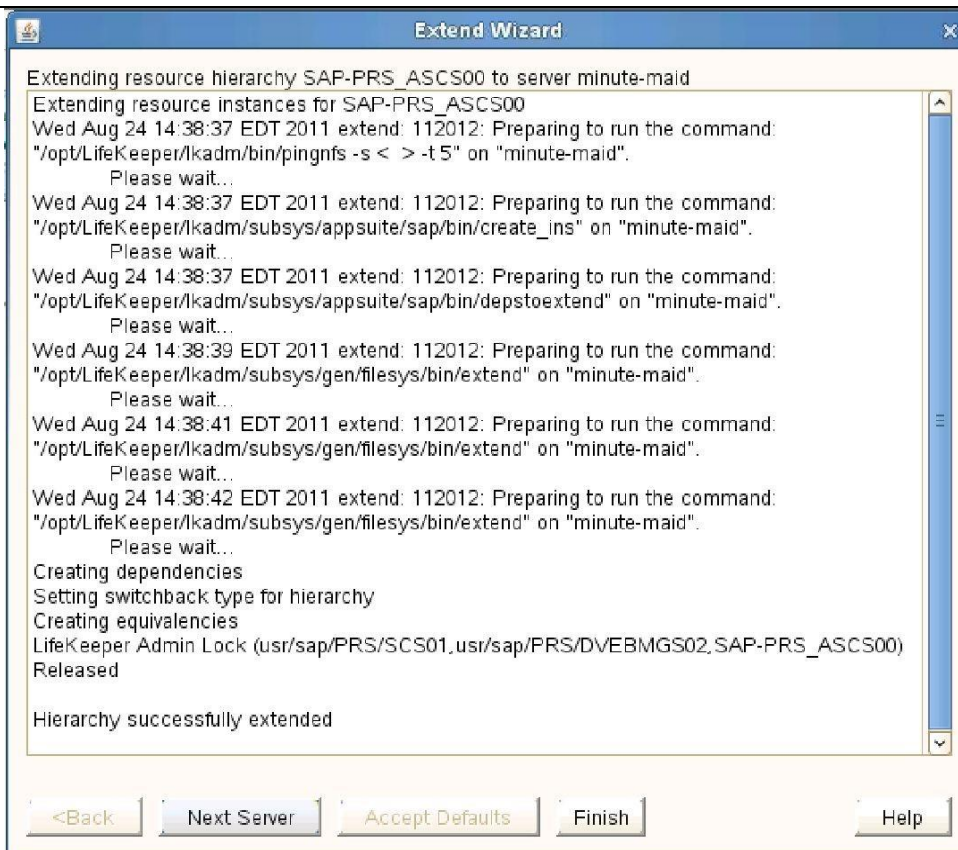 Extend Wizard
Extending resource hierarchy SAP-PRS_ASCS00 to server minute-maid
Extending resource instances for SAP-PRS_ASCS00
Wed Aug 24 14:38:37 EDT 2011 extend: 112012: Preparing to run the command:
"/opt/LifeKeeper/lkadm/bin/pingnfs -s < > -t 5" on "minute-maid".
Please wait...
Wed Aug 24 14:38:37 EDT 2011 extend: 112012: Preparing to run the command:
"/opt/LifeKeeper/lkadm/subsys/appsuite/sap/bin/create_ins" on "minute-maid".
Please wait...
Wed Aug 24 14:38:37 EDT 2011 extend: 112012: Preparing to run the command:
"/opt/LifeKeeper/lkadm/subsys/appsuite/sap/bin/depstoextend" on "minute-maid".
Please wait...
Wed Aug 24 14:38:39 EDT 2011 extend: 112012: Preparing to run the command:
"/opt/LifeKeeper/lkadm/subsys/gen/filesys/bin/extend" on "minute-maid".
Please wait...
Wed Aug 24 14:38:41 EDT 2011 extend: 112012: Preparing to run the command:
"/opt/LifeKeeper/lkadm/subsys/gen/filesys/bin/extend" on "minute-maid".
Please wait...
Wed Aug 24 14:38:42 EDT 2011 extend: 112012: Preparing to run the command:
"/opt/LifeKeeper/lkadm/subsys/gen/filesys/bin/extend" on "minute-maid".
Please wait...
Creating dependencies
Setting switchback type for hierarchy
Creating equivalencies
LifeKeeper Admin Lock (usr/sap/PRS/SCS01,usr/sap/PRS/DVEBMGS02,SAP-PRS_ASCS00)
Released
Hierarchy successfully extended
<Back Next Server Accept Defaults Finish Help